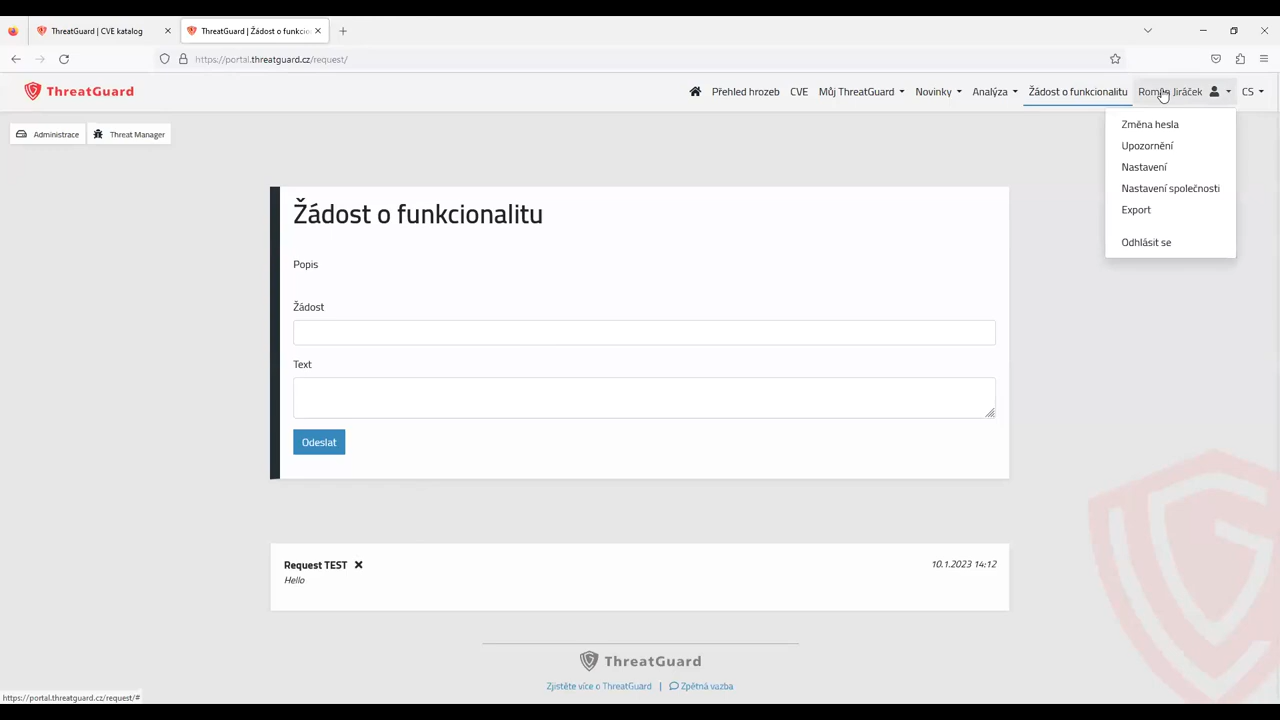 ThreatGuard | CVE katalog
ThreatGuard | Žádost o funkcio
https://portal.threatguard.cz/request/
ThreatGuard
Přehled hrozeb
CVE
Můj ThreatGuard
Novinky
Analýza
Žádost o funkcionalitu
Roman Jiráček
CS
Administrace
Threat Manager
Změna hesla
Upozornění
Nastavení
Nastavení společnosti
Export
Odhlásit se
Žádost o funkcionalitu
Popis
Žádost
Text
Odeslat
Request TEST
10.1.2023 14:12
Hello
ThreatGuard
Zjistěte více o ThreatGuard | Zpětná vazba
https://portal.threatguard.cz/request/#